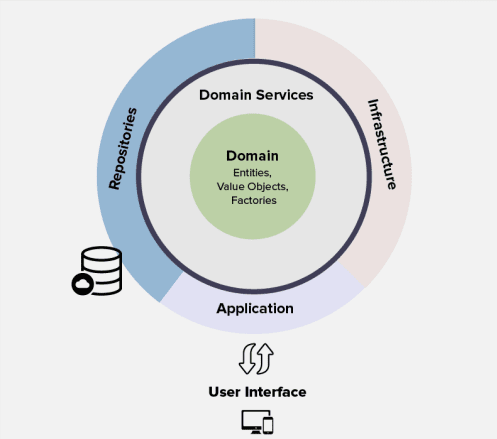 Domain Services
Repositories
Infrastructure
Domain
Entities,
Value Objects,
Factories
Application
User Interface